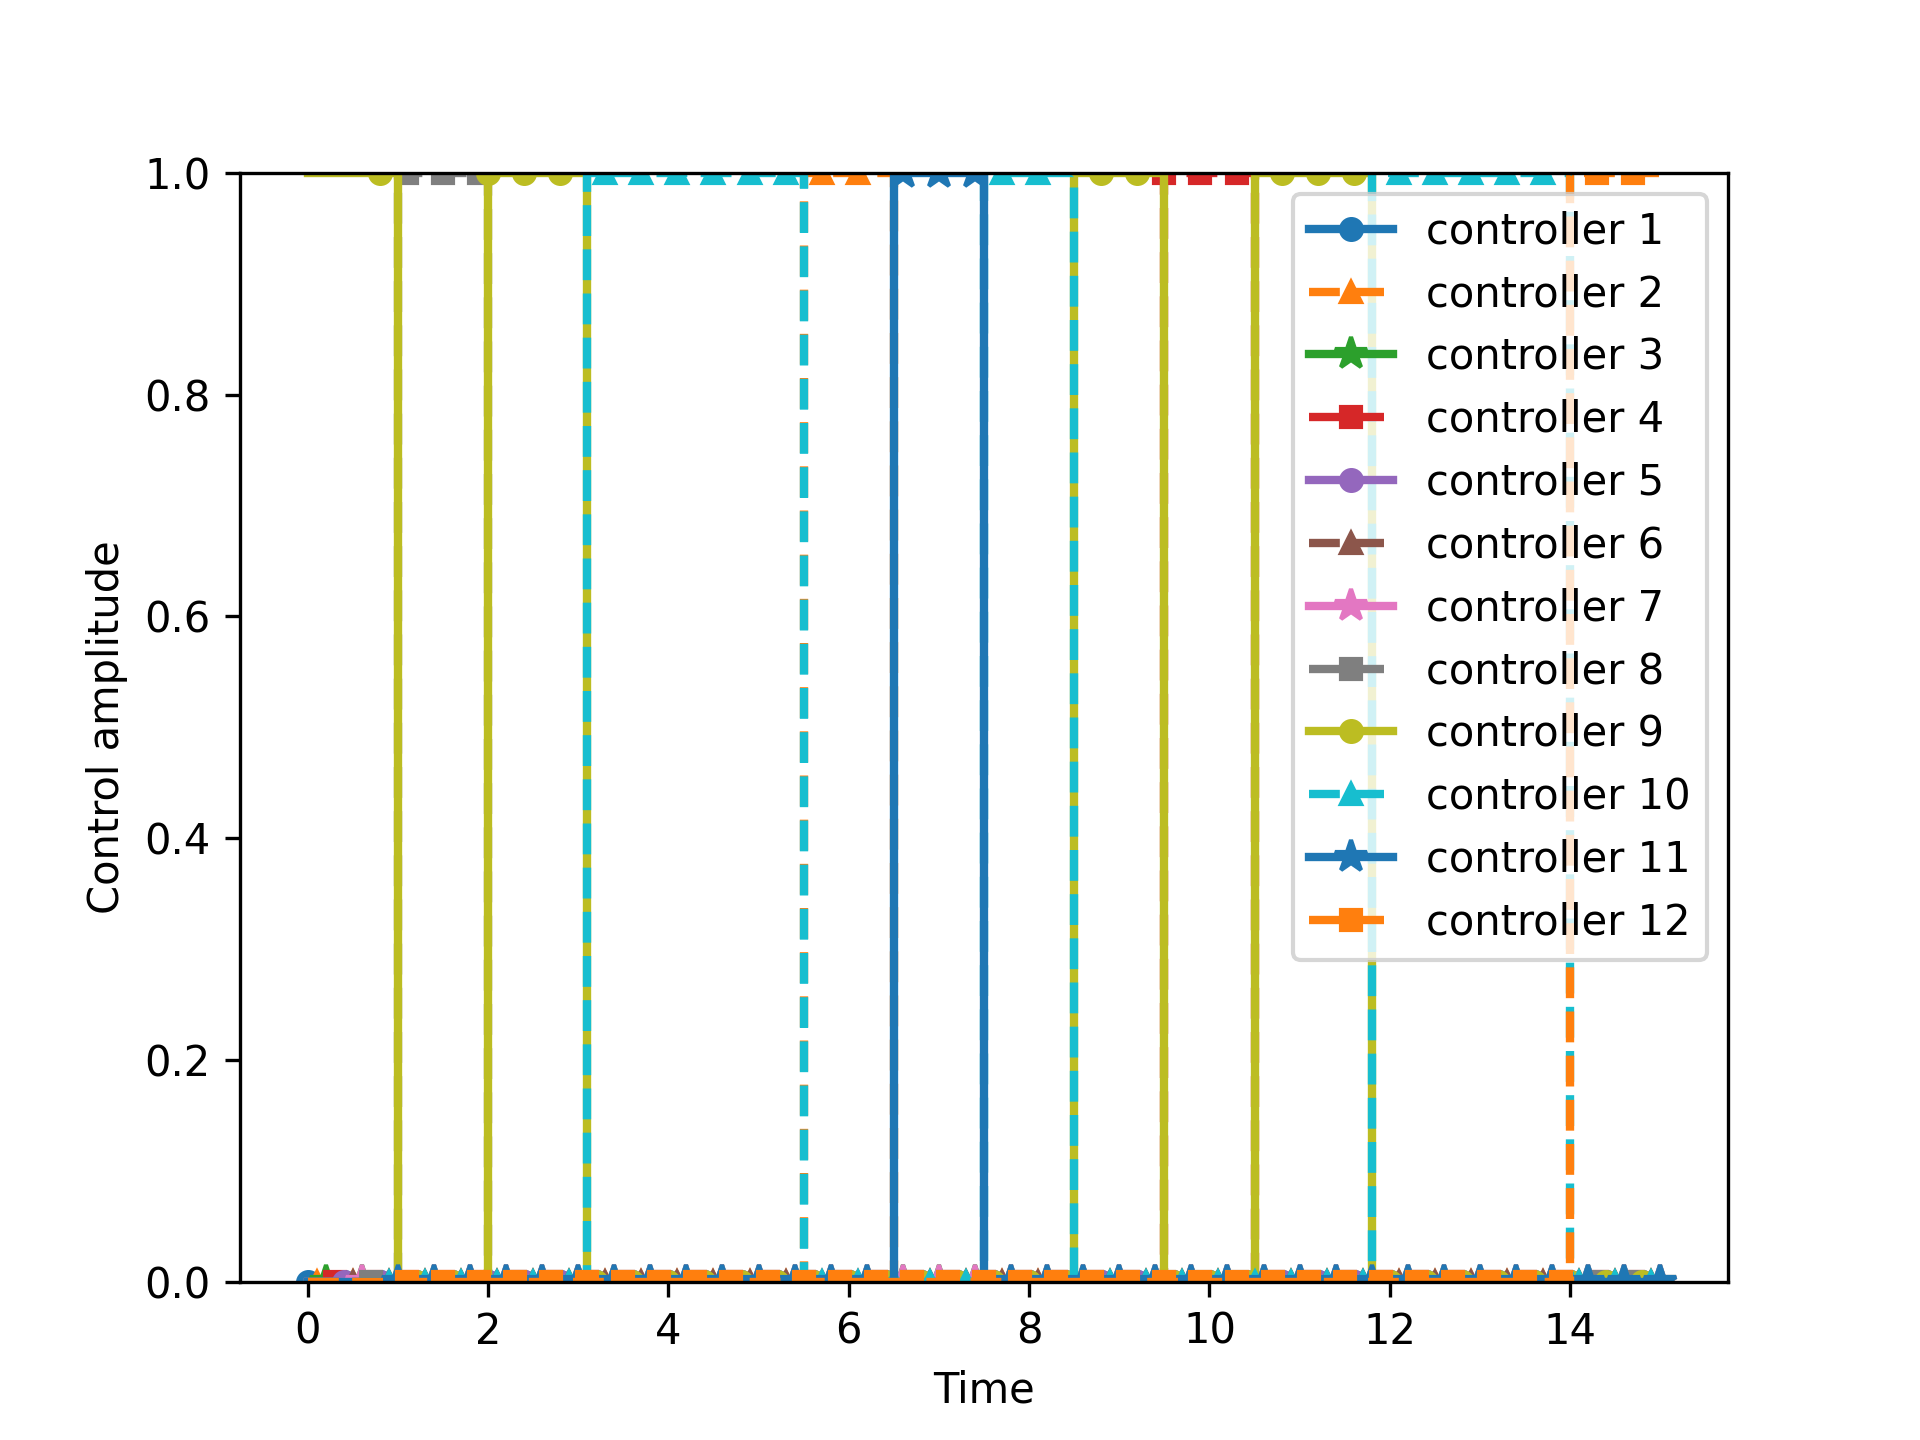 1.0
0.8
0.6
0.4
0.2
0.0
Control amplitude
0 2 4 6 8 10 12 14
Time
controller 1
controller 2
controller 3
controller 4
controller 5
controller 6
controller 7
controller 8
controller 9
controller 10
controller 11
controller 12